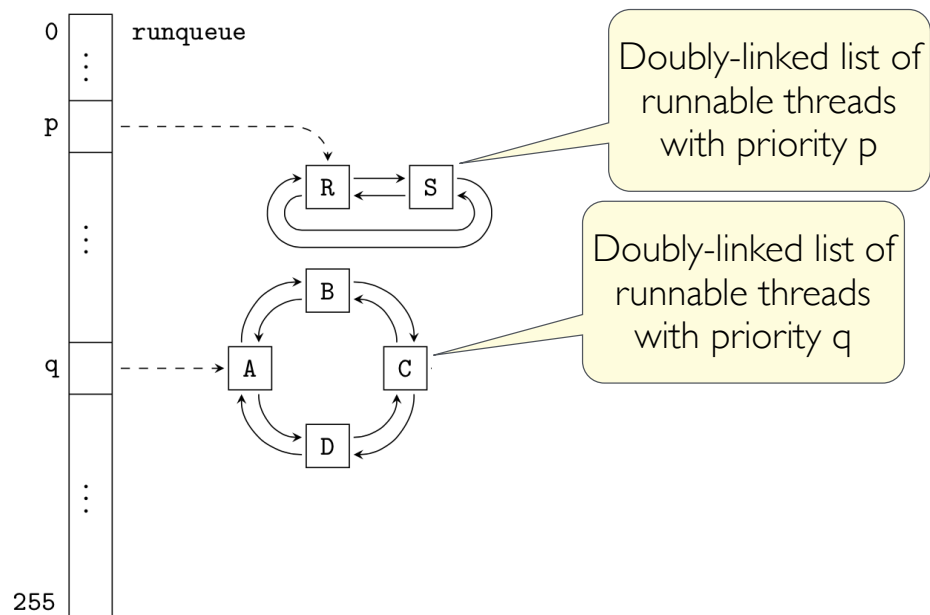 0 runqueue
⋮
p
Doubly-linked list of
runnable threads
with priority p
R S
⋮
Doubly-linked list of
runnable threads
with priority q
B
q
A C
D
⋮
255